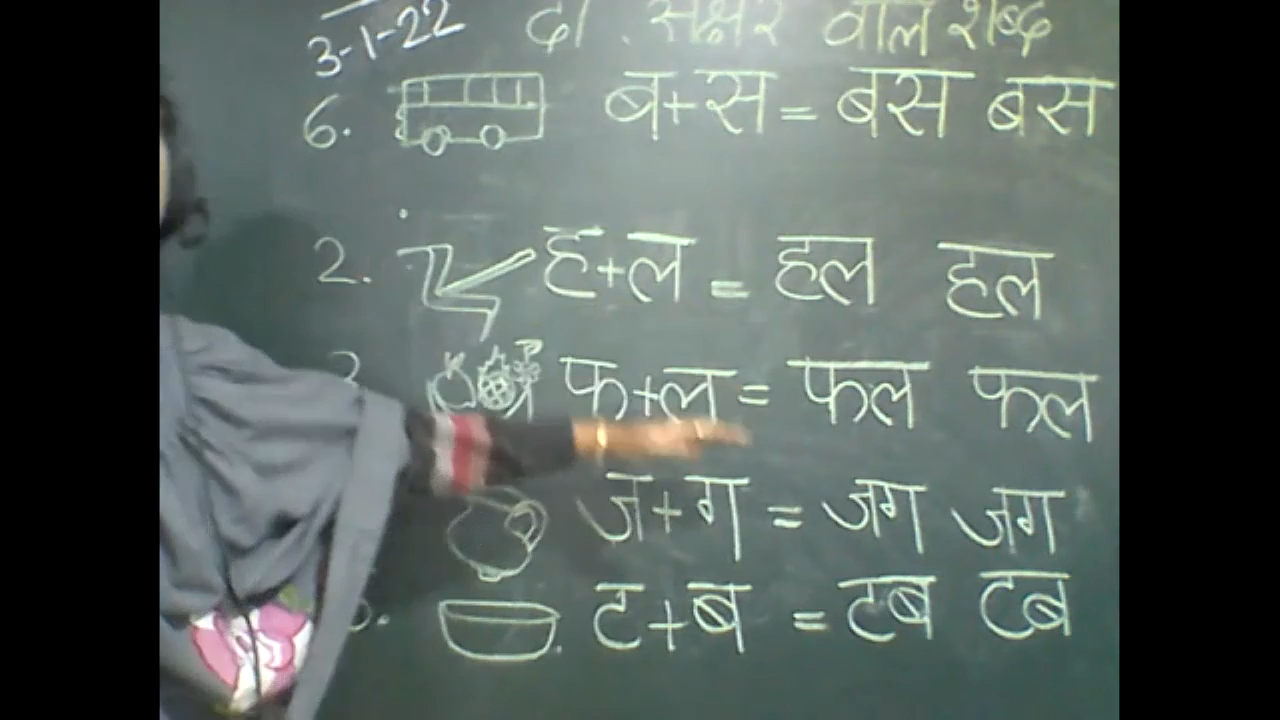 3-1-22 दो अक्षर वाले शब्द
6. ब+स = बस बस
2. ह+ल = हल हल
3. फ+ल = फल फल
ज+ग = जग जग
ट+ब = टब टब